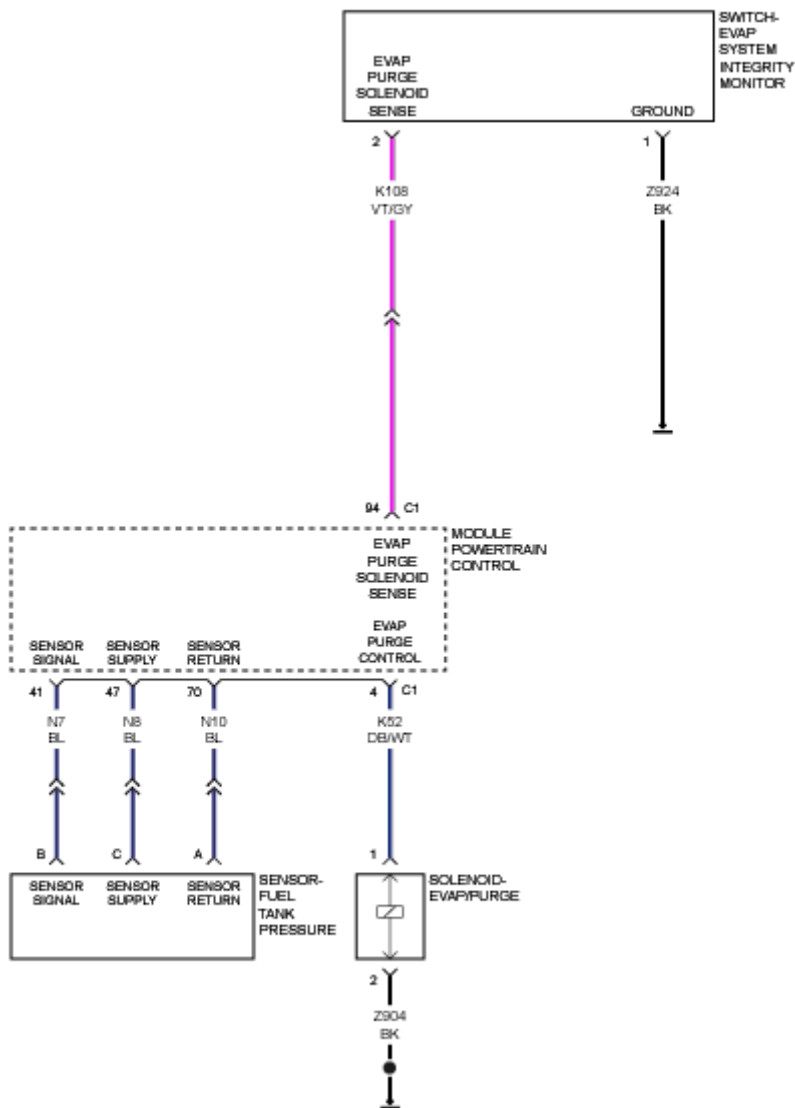 SWITCH-
EVAP
SYSTEM
INTEGRITY
MONITOR
EVAP
PURGE
SOLENOID
SENSE
GROUND
2
1
K108
VT/GY
Z924
BK
94
C1
MODULE
POWERTRAIN
CONTROL
EVAP
PURGE
SOLENOID
SENSE
EVAP
PURGE
CONTROL
SENSOR
SIGNAL
SENSOR
SUPPLY
SENSOR
RETURN
41
47
70
4
C1
N7
BL
N8
BL
N10
BL
K52
DB/WT
B
C
A
1
SENSOR
SIGNAL
SENSOR
SUPPLY
SENSOR
RETURN
SENSOR-
FUEL
TANK
PRESSURE
SOLENOID-
EVAP/PURGE
2
Z904
BK